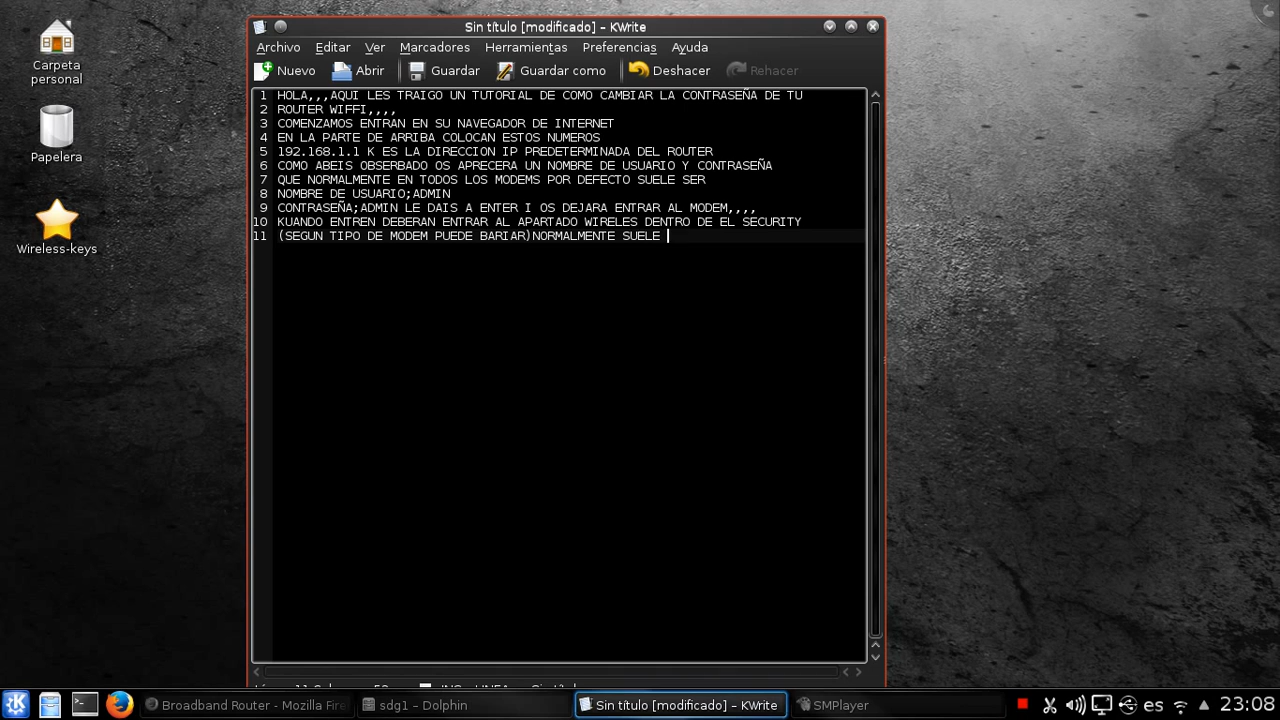 Sin título [modificado] – KWrite
Archivo Editar Ver Marcadores Herramientas Preferencias Ayuda
Nuevo Abrir Guardar Guardar como Deshacer Rehacer
Carpeta personal
Papelera
Wireless-keys
1 HOLA,,,AQUI LES TRAIGO UN TUTORIAL DE COMO CAMBIAR LA CONTRASEÑA DE TU
2 ROUTER WIFFI,,,,
3 COMENZAMOS ENTRAN EN SU NAVEGADOR DE INTERNET
4 EN LA PARTE DE ARRIBA COLOCAN ESTOS NUMEROS
5 192.168.1.1 K ES LA DIRECCION IP PREDETERMINADA DEL ROUTER
6 COMO ABEIS OBSERBADO OS APRECERA UN NOMBRE DE USUARIO Y CONTRASEÑA
7 QUE NORMALMENTE EN TODOS LOS MODEMS POR DEFECTO SUELE SER
8 NOMBRE DE USUARIO;ADMIN
9 CONTRASEÑA;ADMIN LE DAIS A ENTER I OS DEJARA ENTRAR AL MODEM,,,,
10 KUANDO ENTREN DEBERAN ENTRAR AL APARTADO WIRELES DENTRO DE EL SECURITY
11 (SEGUN TIPO DE MODEM PUEDE BARIAR)NORMALMENTE SUELE
Broadband Router - Mozilla Fire sdg1 – Dolphin Sin título [modificado] – KWrite SMPlayer es 23:08